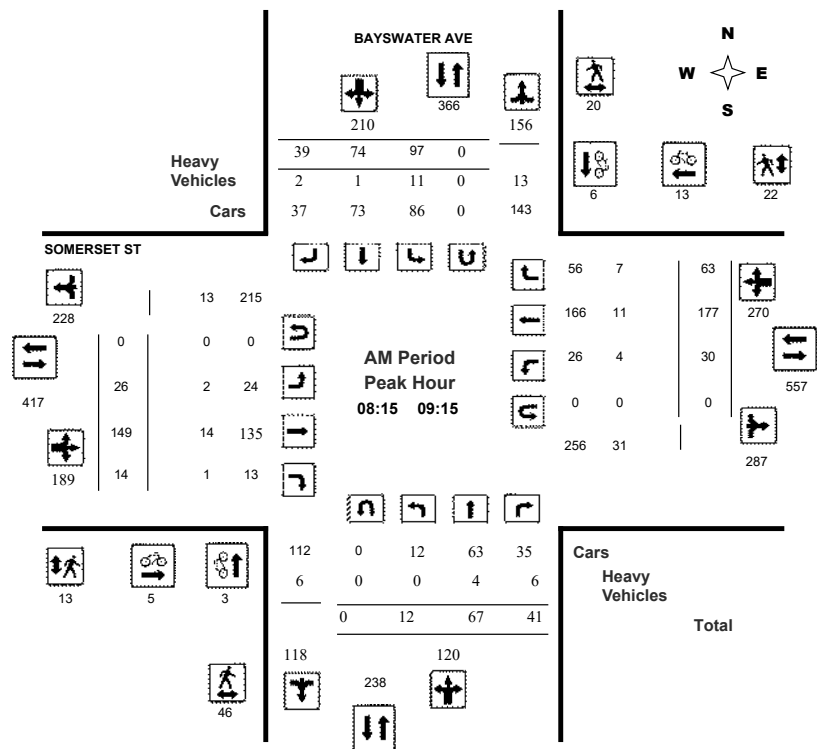 BAYSWATER AVE
N
W E
S
366
20
210
156
39 74 97 0
Heavy
Vehicles
2 1 11 0 13
6 13 22
Cars
37 73 86 0 143
SOMERSET ST
56 7 63
13 215
228
166 11 177 270
0 0 0
AM Period
Peak Hour
08:15 09:15
26 4 30
26 2 24
417
557
0 0 0
149 14 135
256 31
287
14 1 13
189
112 0 12 63 35
Cars
6 0 0 4 6
Heavy
Vehicles
13 5 3
0 12 67 41
Total
118 120
238
46